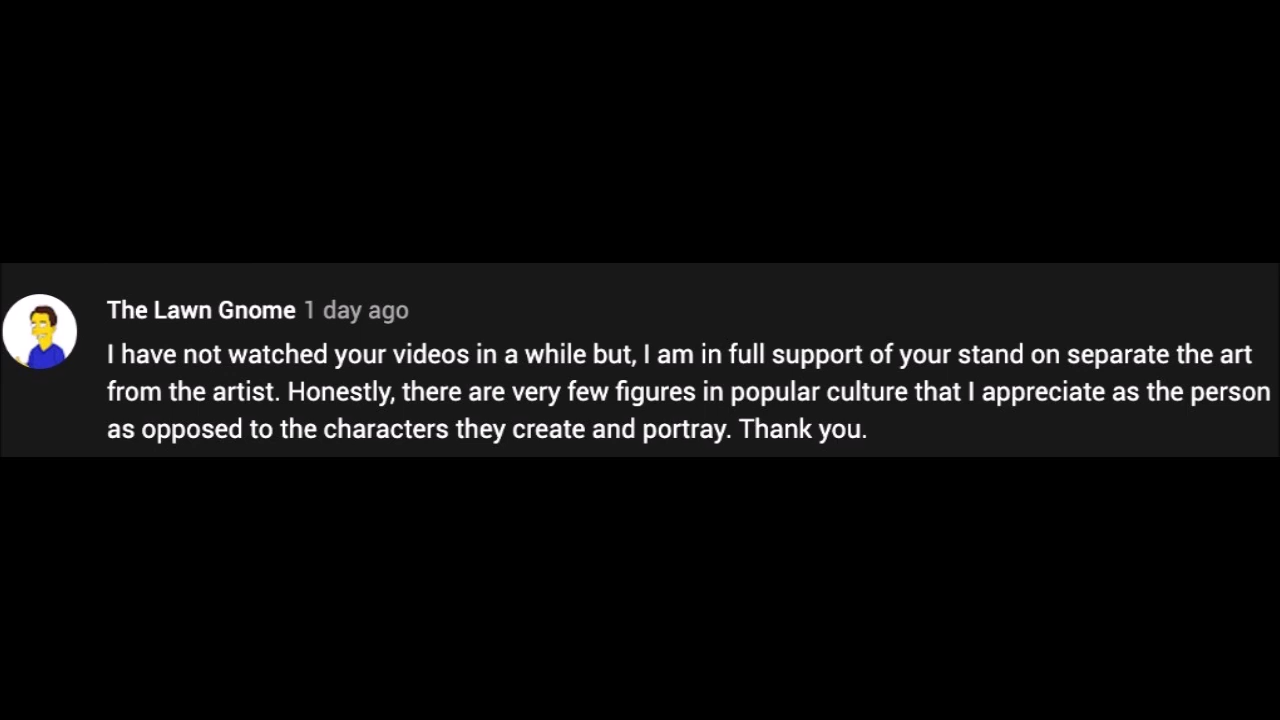 The Lawn Gnome 1 day ago
I have not watched your videos in a while but, I am in full support of your stand on separate the art
from the artist. Honestly, there are very few figures in popular culture that I appreciate as the person
as opposed to the characters they create and portray. Thank you.